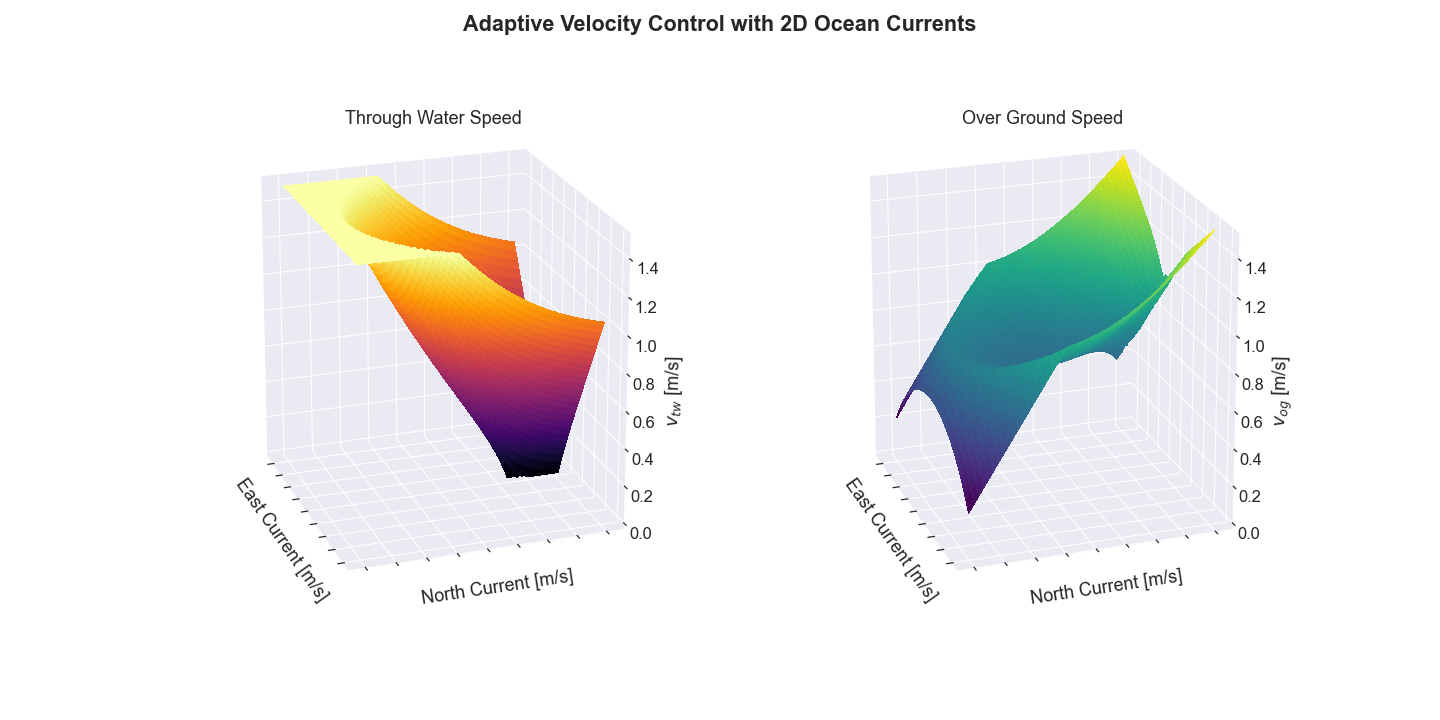 Adaptive Velocity Control with 2D Ocean Currents
Through Water Speed
1.4
1.2
1.0
0.8
0.6
0.4
0.2
0.0
v_tw [m/s]
East Current [m/s]
North Current [m/s]
Over Ground Speed
1.4
1.2
1.0
0.8
0.6
0.4
0.2
0.0
v_og [m/s]
East Current [m/s]
North Current [m/s]